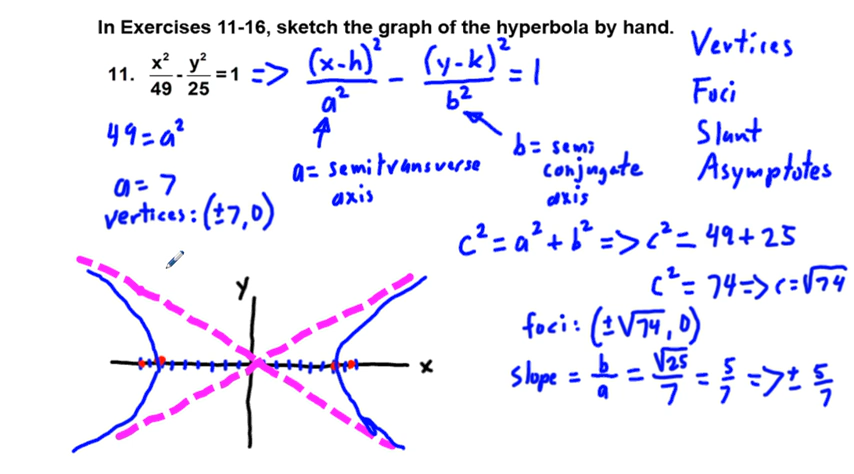 In Exercises 11-16, sketch the graph of the hyperbola by hand.
11. x²/49 - y²/25 = 1 => (x-h)²/a² - (y-k)²/b² = 1
49 = a²
a = 7
vertices: (±7, 0)
a = semitransverse
axis
b = semi
conjugate
axis
Vertices
Foci
Slant
Asymptotes
c² = a² + b² => c² = 49 + 25
c² = 74 => c = √74
foci: (±√74, 0)
slope = b/a = √25/7 = 5/7 => ± 5/7
y
x